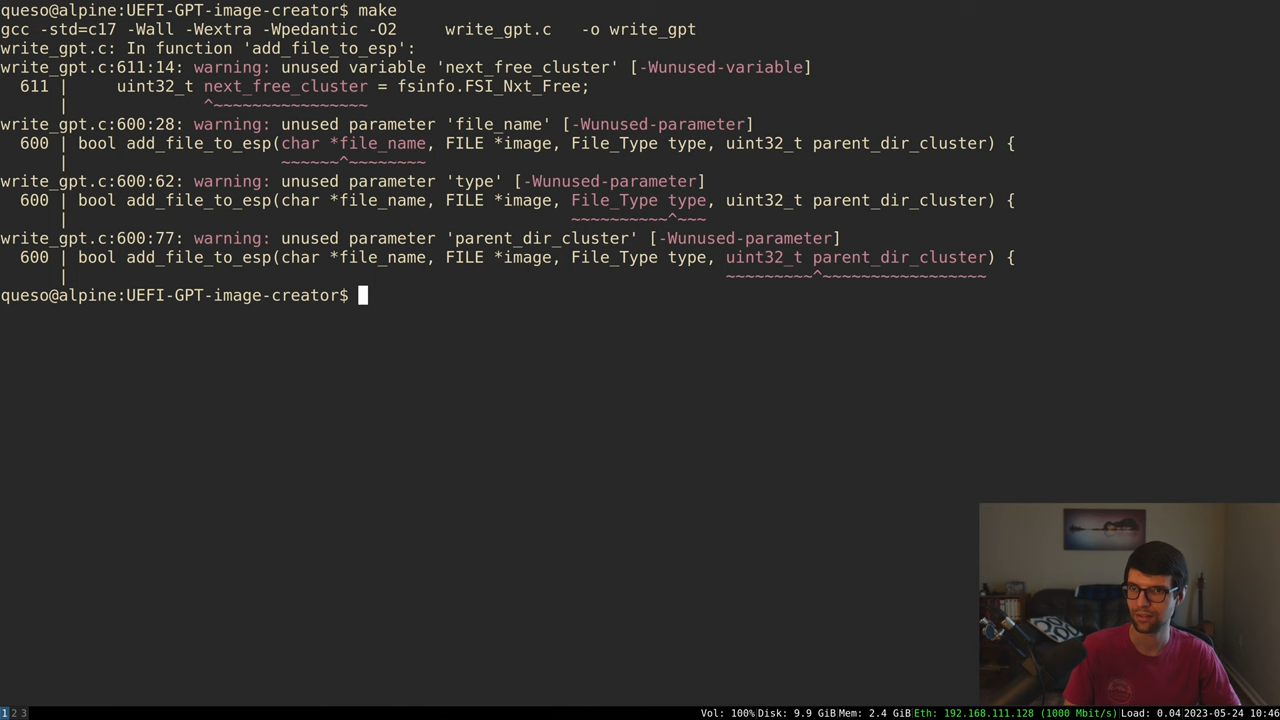 queso@alpine:UEFI-GPT-image-creator$ make
gcc -std=c17 -Wall -Wextra -Wpedantic -O2     write_gpt.c   -o write_gpt
write_gpt.c: In function 'add_file_to_esp':
write_gpt.c:611:14: warning: unused variable 'next_free_cluster' [-Wunused-variable]
  611 |     uint32_t next_free_cluster = fsinfo.FSI_Nxt_Free;
      |              ^~~~~~~~~~~~~~~~~
write_gpt.c:600:28: warning: unused parameter 'file_name' [-Wunused-parameter]
  600 | bool add_file_to_esp(char *file_name, FILE *image, File_Type type, uint32_t parent_dir_cluster) {
      |                      ~~~~~~^~~~~~~~~
write_gpt.c:600:62: warning: unused parameter 'type' [-Wunused-parameter]
  600 | bool add_file_to_esp(char *file_name, FILE *image, File_Type type, uint32_t parent_dir_cluster) {
      |                                                    ~~~~~~~~~~^~~~
write_gpt.c:600:77: warning: unused parameter 'parent_dir_cluster' [-Wunused-parameter]
  600 | bool add_file_to_esp(char *file_name, FILE *image, File_Type type, uint32_t parent_dir_cluster) {
      |                                                                    ~~~~~~~~~^~~~~~~~~~~~~~~~~~
queso@alpine:UEFI-GPT-image-creator$
1 2 3 Vol: 100% Disk: 9.9 GiB Mem: 2.4 GiB Eth: 192.168.111.128 (1000 Mbit/s) Load: 0.04 2023-05-24 10:46